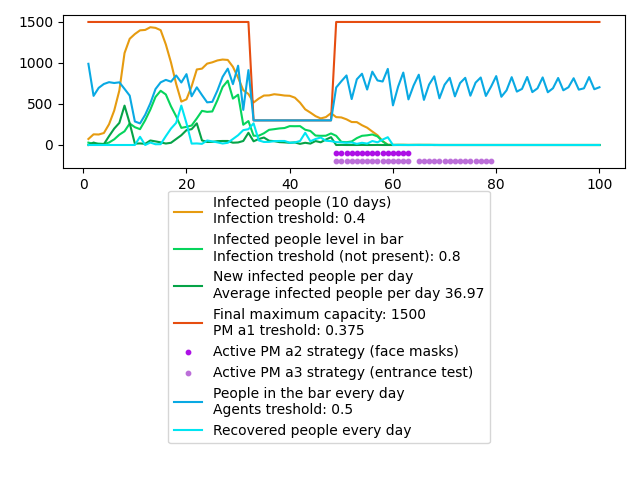 1500
1000
500
0
0 20 40 60 80 100
Infected people (10 days)
Infection treshold: 0.4
Infected people level in bar
Infection treshold (not present): 0.8
New infected people per day
Average infected people per day 36.97
Final maximum capacity: 1500
PM a1 treshold: 0.375
Active PM a2 strategy (face masks)
Active PM a3 strategy (entrance test)
People in the bar every day
Agents treshold: 0.5
Recovered people every day